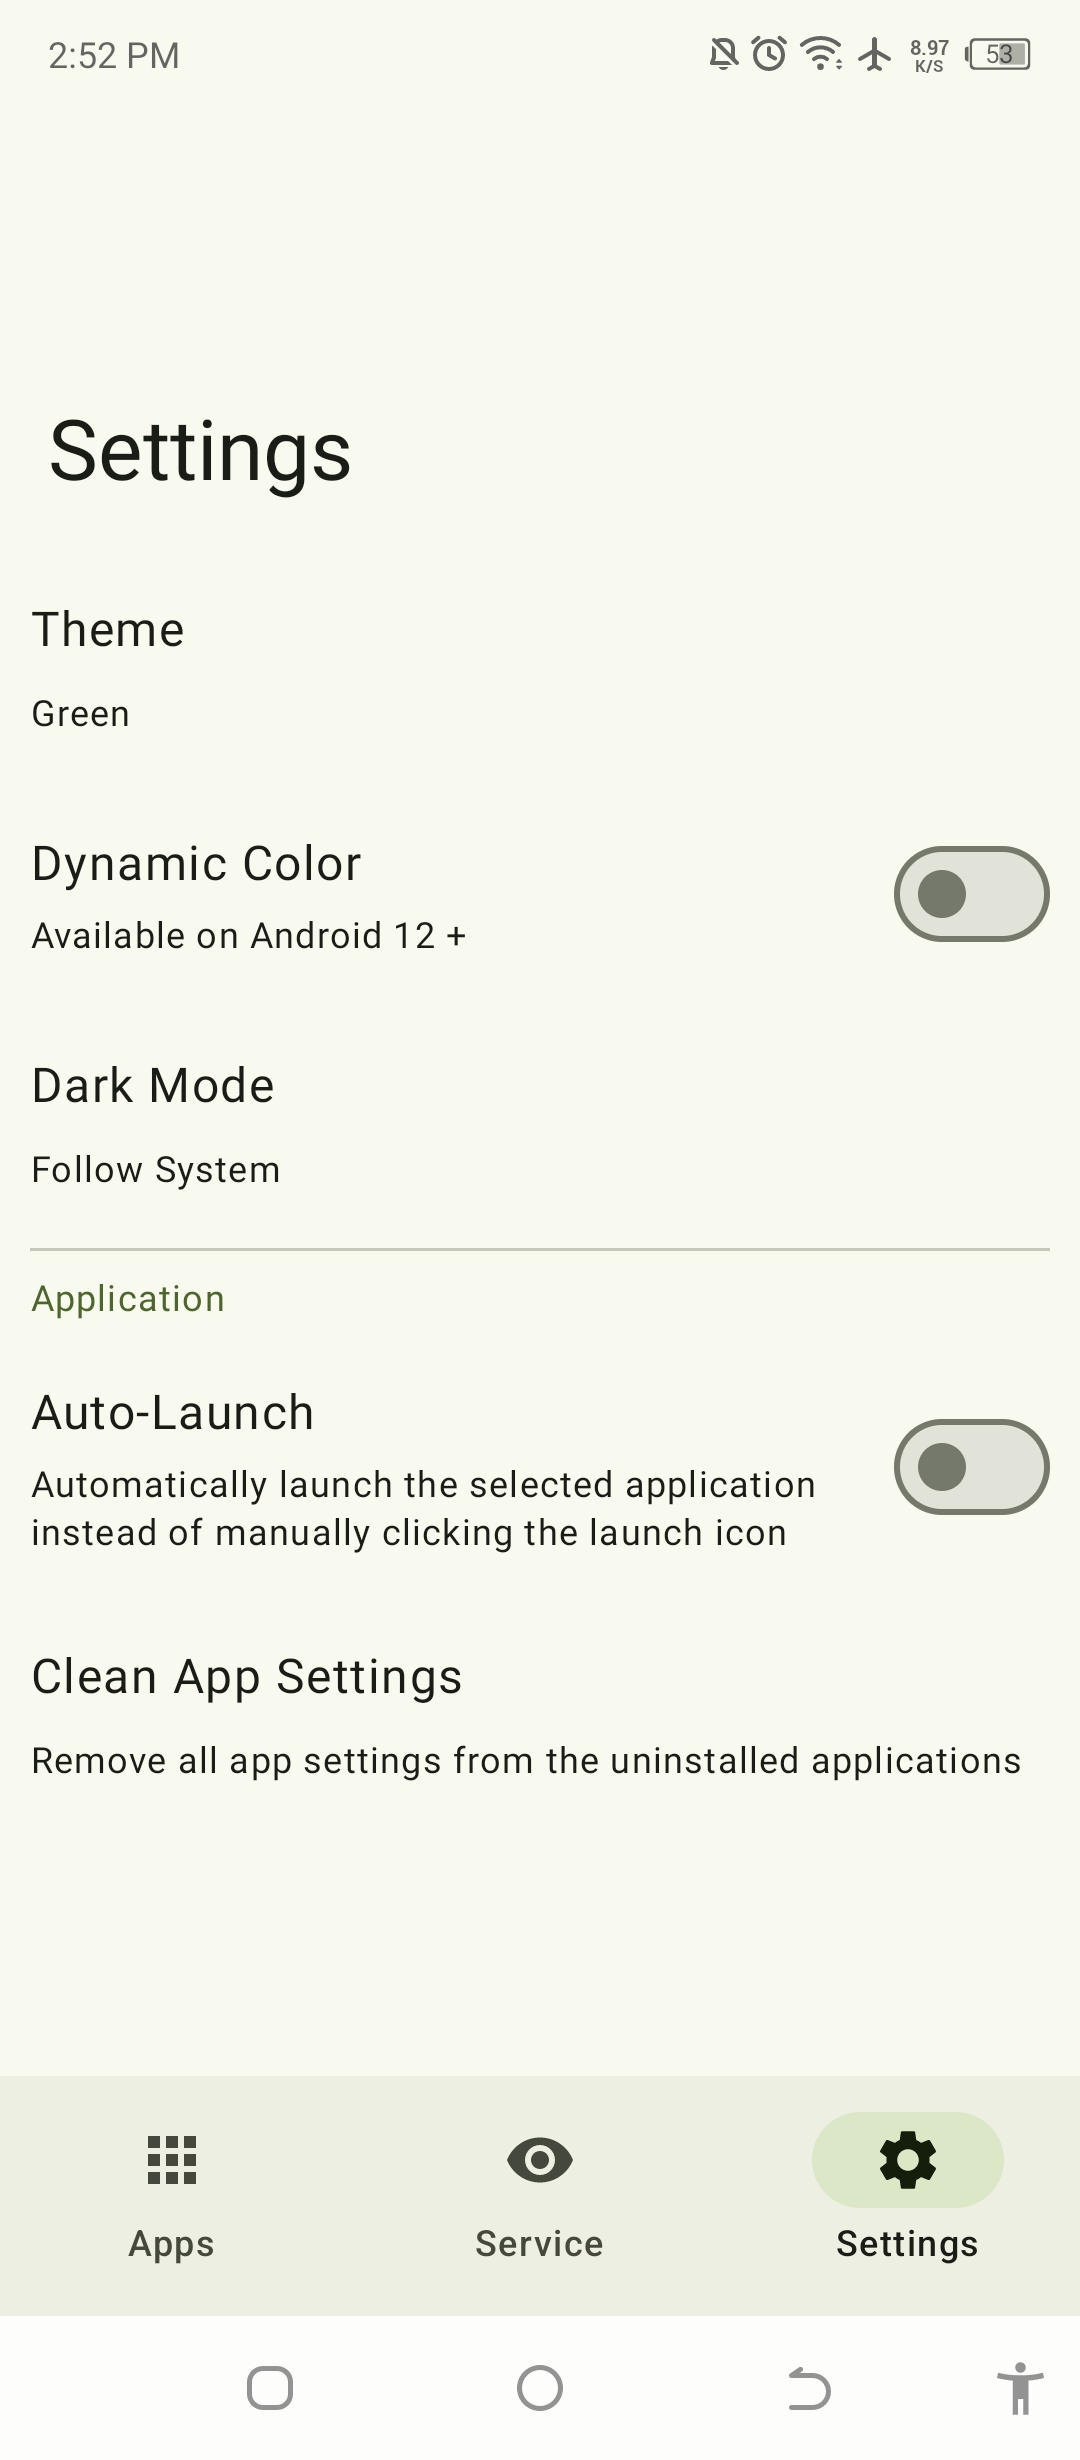 2:52 PM
8.97
K/S
53
Settings
Theme
Green
Dynamic Color
Available on Android 12 +
Dark Mode
Follow System
Application
Auto-Launch
Automatically launch the selected application
instead of manually clicking the launch icon
Clean App Settings
Remove all app settings from the uninstalled applications
Apps
Service
Settings